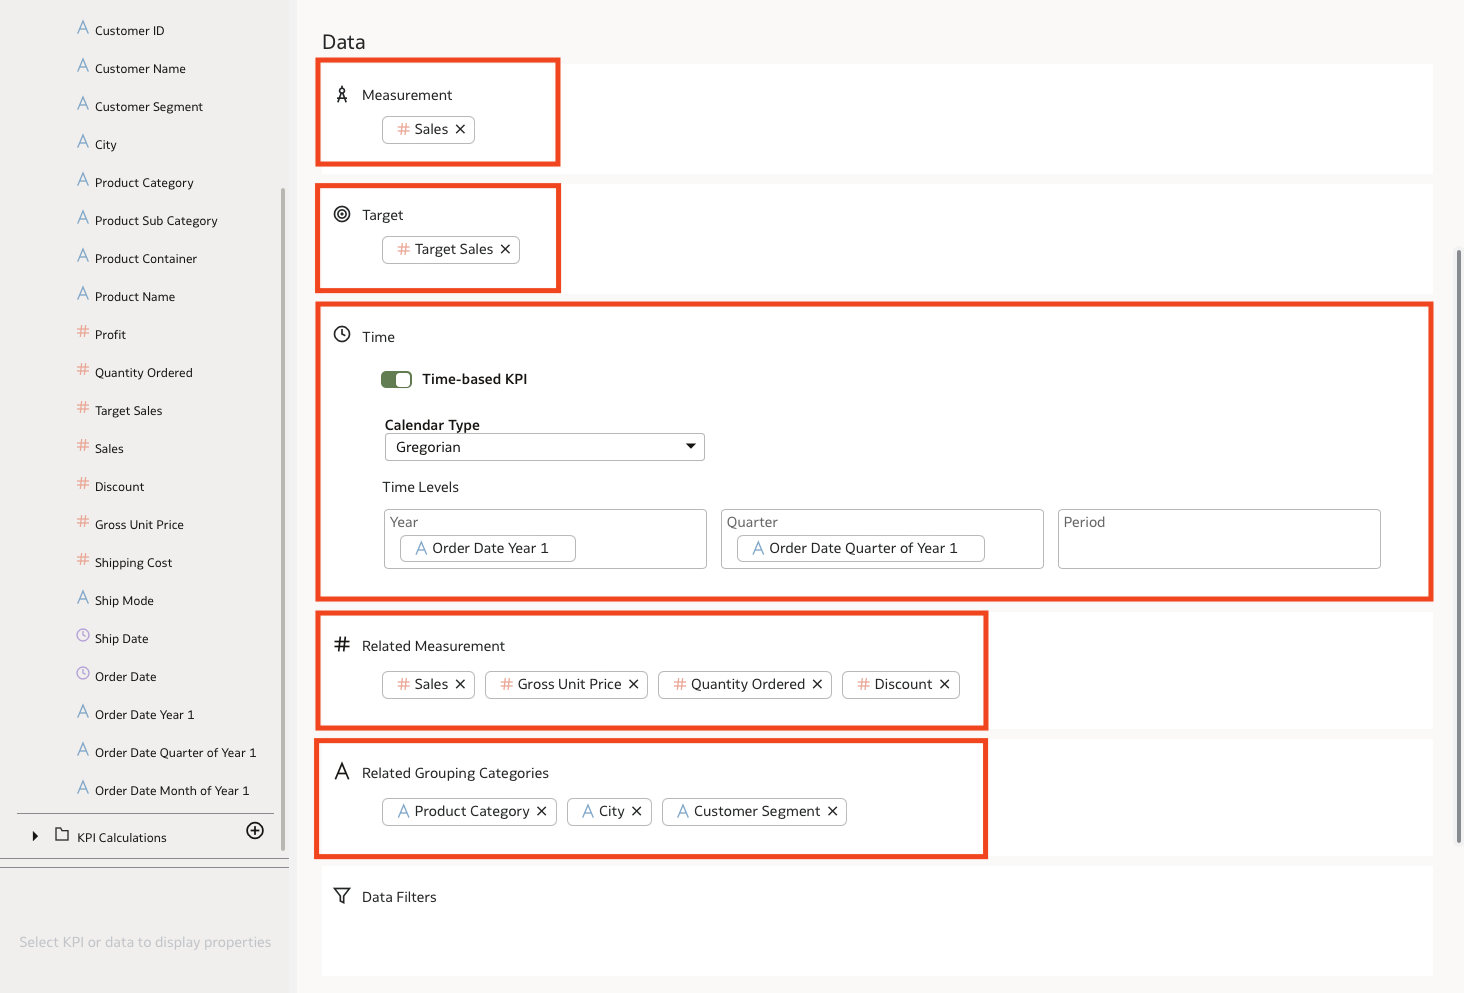 Customer ID
Customer Name
Customer Segment
City
Product Category
Product Sub Category
Product Container
Product Name
Profit
Quantity Ordered
Target Sales
Sales
Discount
Gross Unit Price
Shipping Cost
Ship Mode
Ship Date
Order Date
Order Date Year 1
Order Date Quarter of Year 1
Order Date Month of Year 1
KPI Calculations
Select KPI or data to display properties
Data
Measurement
# Sales
Target
# Target Sales
Time
Time-based KPI
Calendar Type
Gregorian
Time Levels
Year
A Order Date Year 1
Quarter
A Order Date Quarter of Year 1
Period
# Related Measurement
# Sales # Gross Unit Price # Quantity Ordered # Discount
A Related Grouping Categories
A Product Category A City A Customer Segment
Data Filters